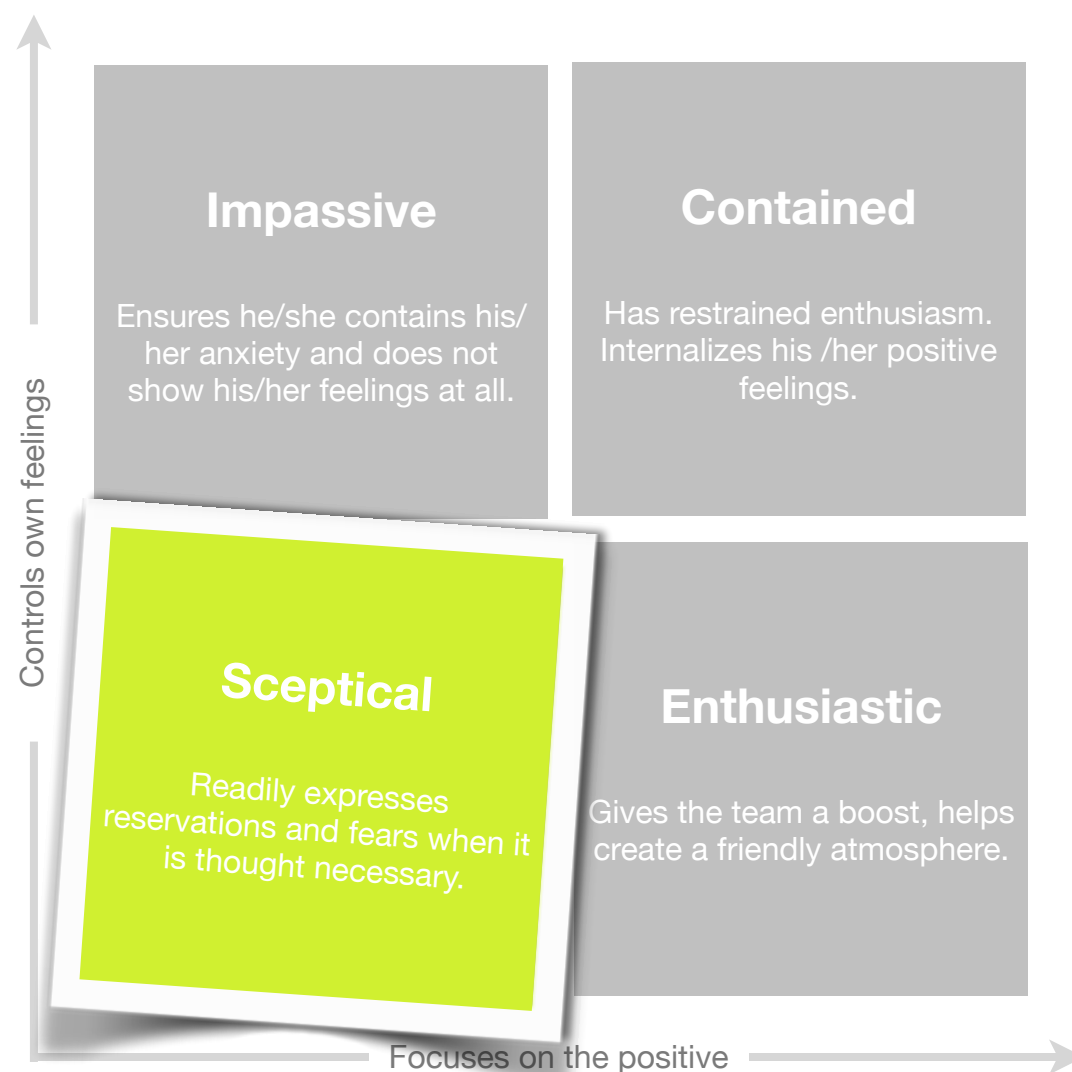 Impassive
Ensures he/she contains his/
her anxiety and does not
show his/her feelings at all.
Contained
Has restrained enthusiasm.
Internalizes his /her positive
feelings.
Controls own feelings
Sceptical
Readily expresses
reservations and fears when it
is thought necessary.
Enthusiastic
Gives the team a boost, helps
create a friendly atmosphere.
Focuses on the positive